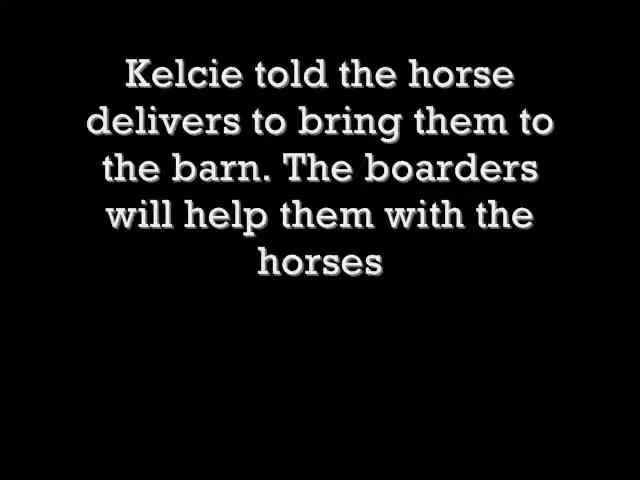 Kelcie told the horse
delivers to bring them to
the barn. The boarders
will help them with the
horses